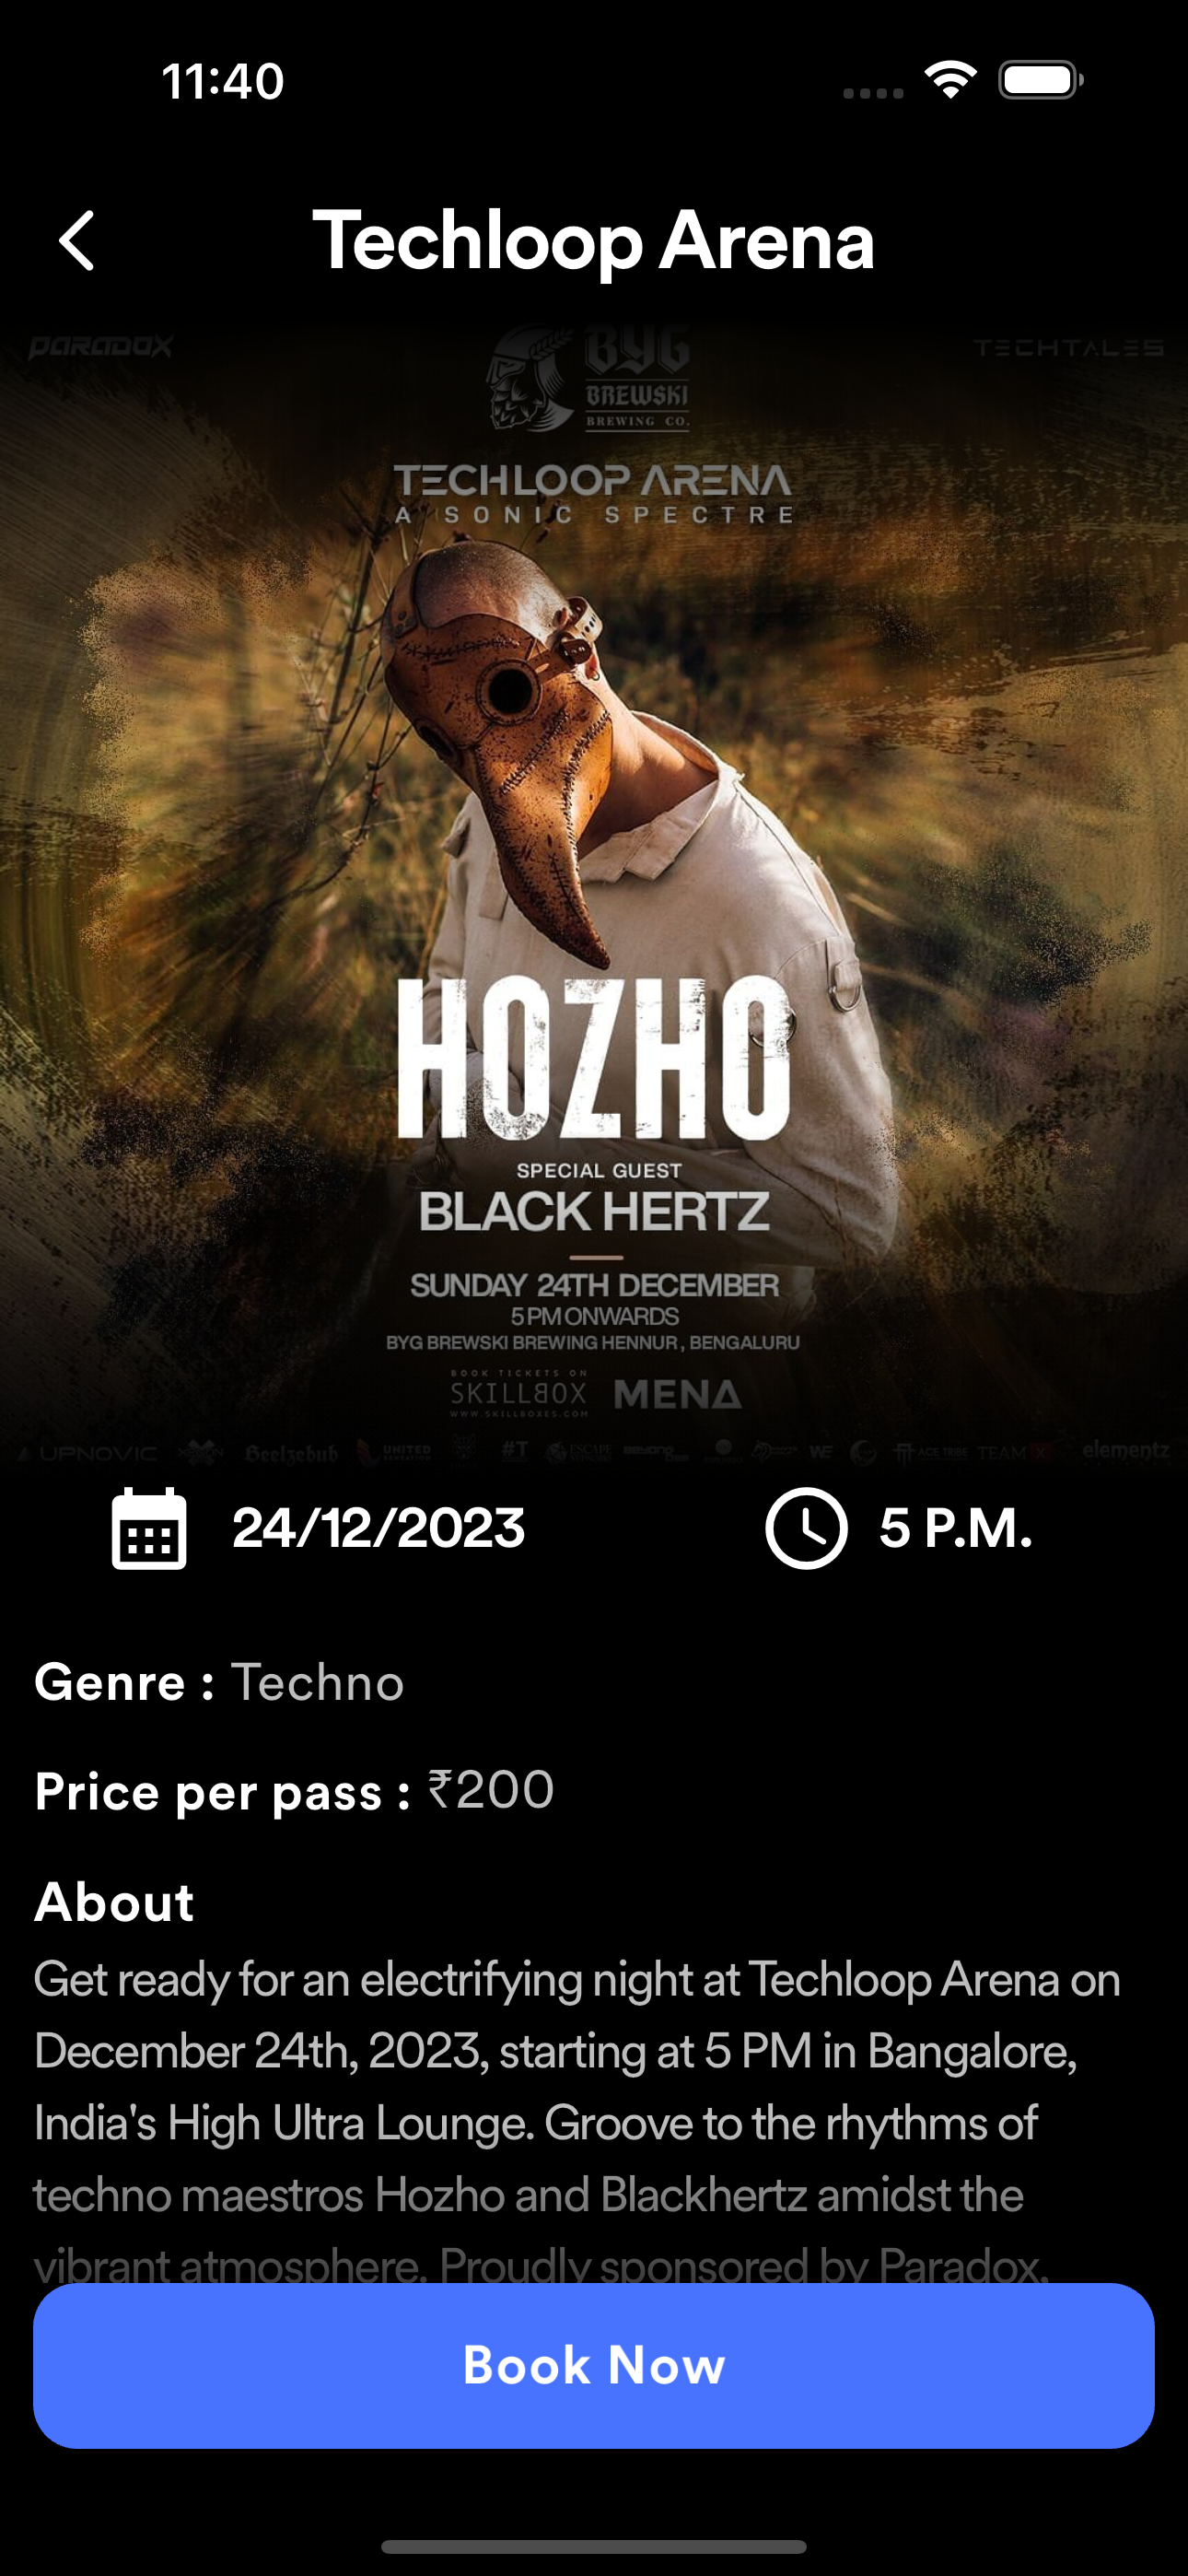 11:40
Techloop Arena
PARADOX
BYG
BREWSKI
BREWING CO.
TECHTALES
TECHLOOP ARENA
A SONIC SPECTRE
HOZHO
SPECIAL GUEST
BLACK HERTZ
SUNDAY 24TH DECEMBER
5 PM ONWARDS
BYG BREWSKI BREWING HENNUR, BENGALURU
BOOK TICKETS ON
SKILLBOX
WWW.SKILLBOXES.COM
MENA
UPNOVIC
Beelzebub
UNITED
#T
ESCAPE
WE
ACE TRIBE
TEAM X
elementz
24/12/2023
5 P.M.
Genre : Techno
Price per pass : ₹200
About
Get ready for an electrifying night at Techloop Arena on
December 24th, 2023, starting at 5 PM in Bangalore,
India's High Ultra Lounge. Groove to the rhythms of
techno maestros Hozho and Blackhertz amidst the
vibrant atmosphere. Proudly sponsored by Paradox,
Book Now